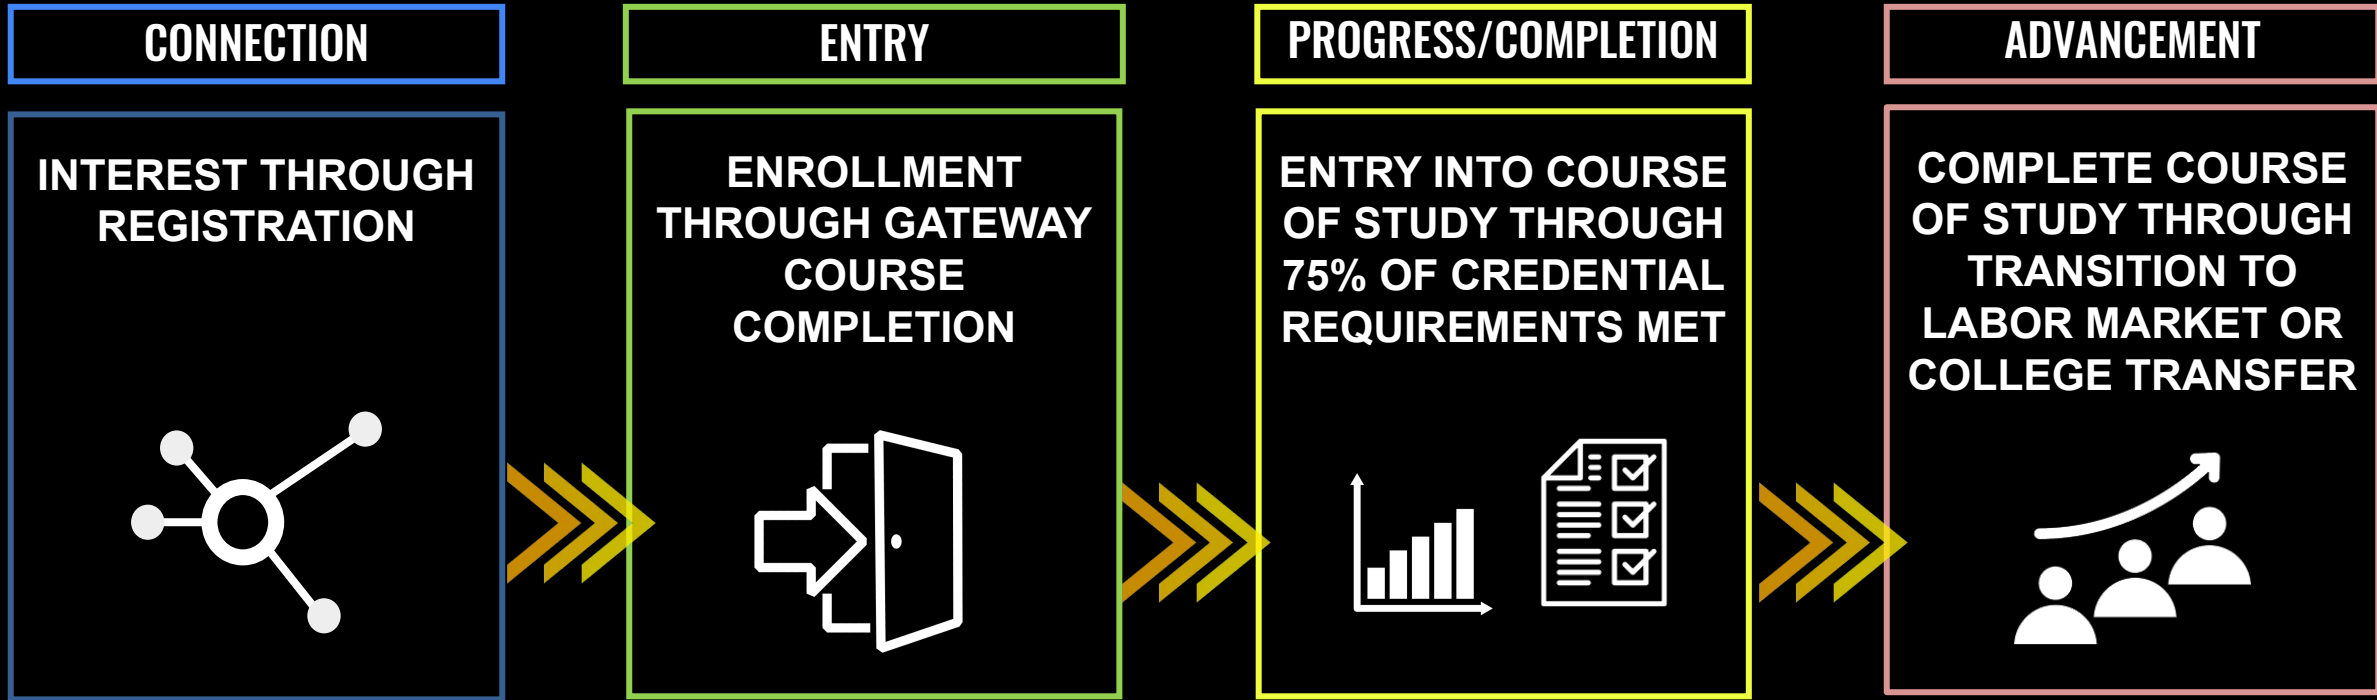 CONNECTION
INTEREST THROUGH
REGISTRATION
ENTRY
ENROLLMENT
THROUGH GATEWAY
COURSE
COMPLETION
PROGRESS/COMPLETION
ENTRY INTO COURSE
OF STUDY THROUGH
75% OF CREDENTIAL
REQUIREMENTS MET
ADVANCEMENT
COMPLETE COURSE
OF STUDY THROUGH
TRANSITION TO
LABOR MARKET OR
COLLEGE TRANSFER